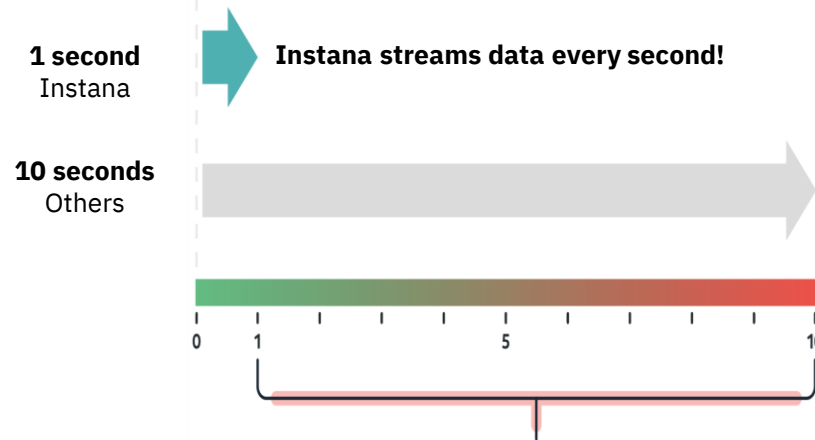 1 second
Instana
Instana streams data every second!
10 seconds
Others
0 1 5